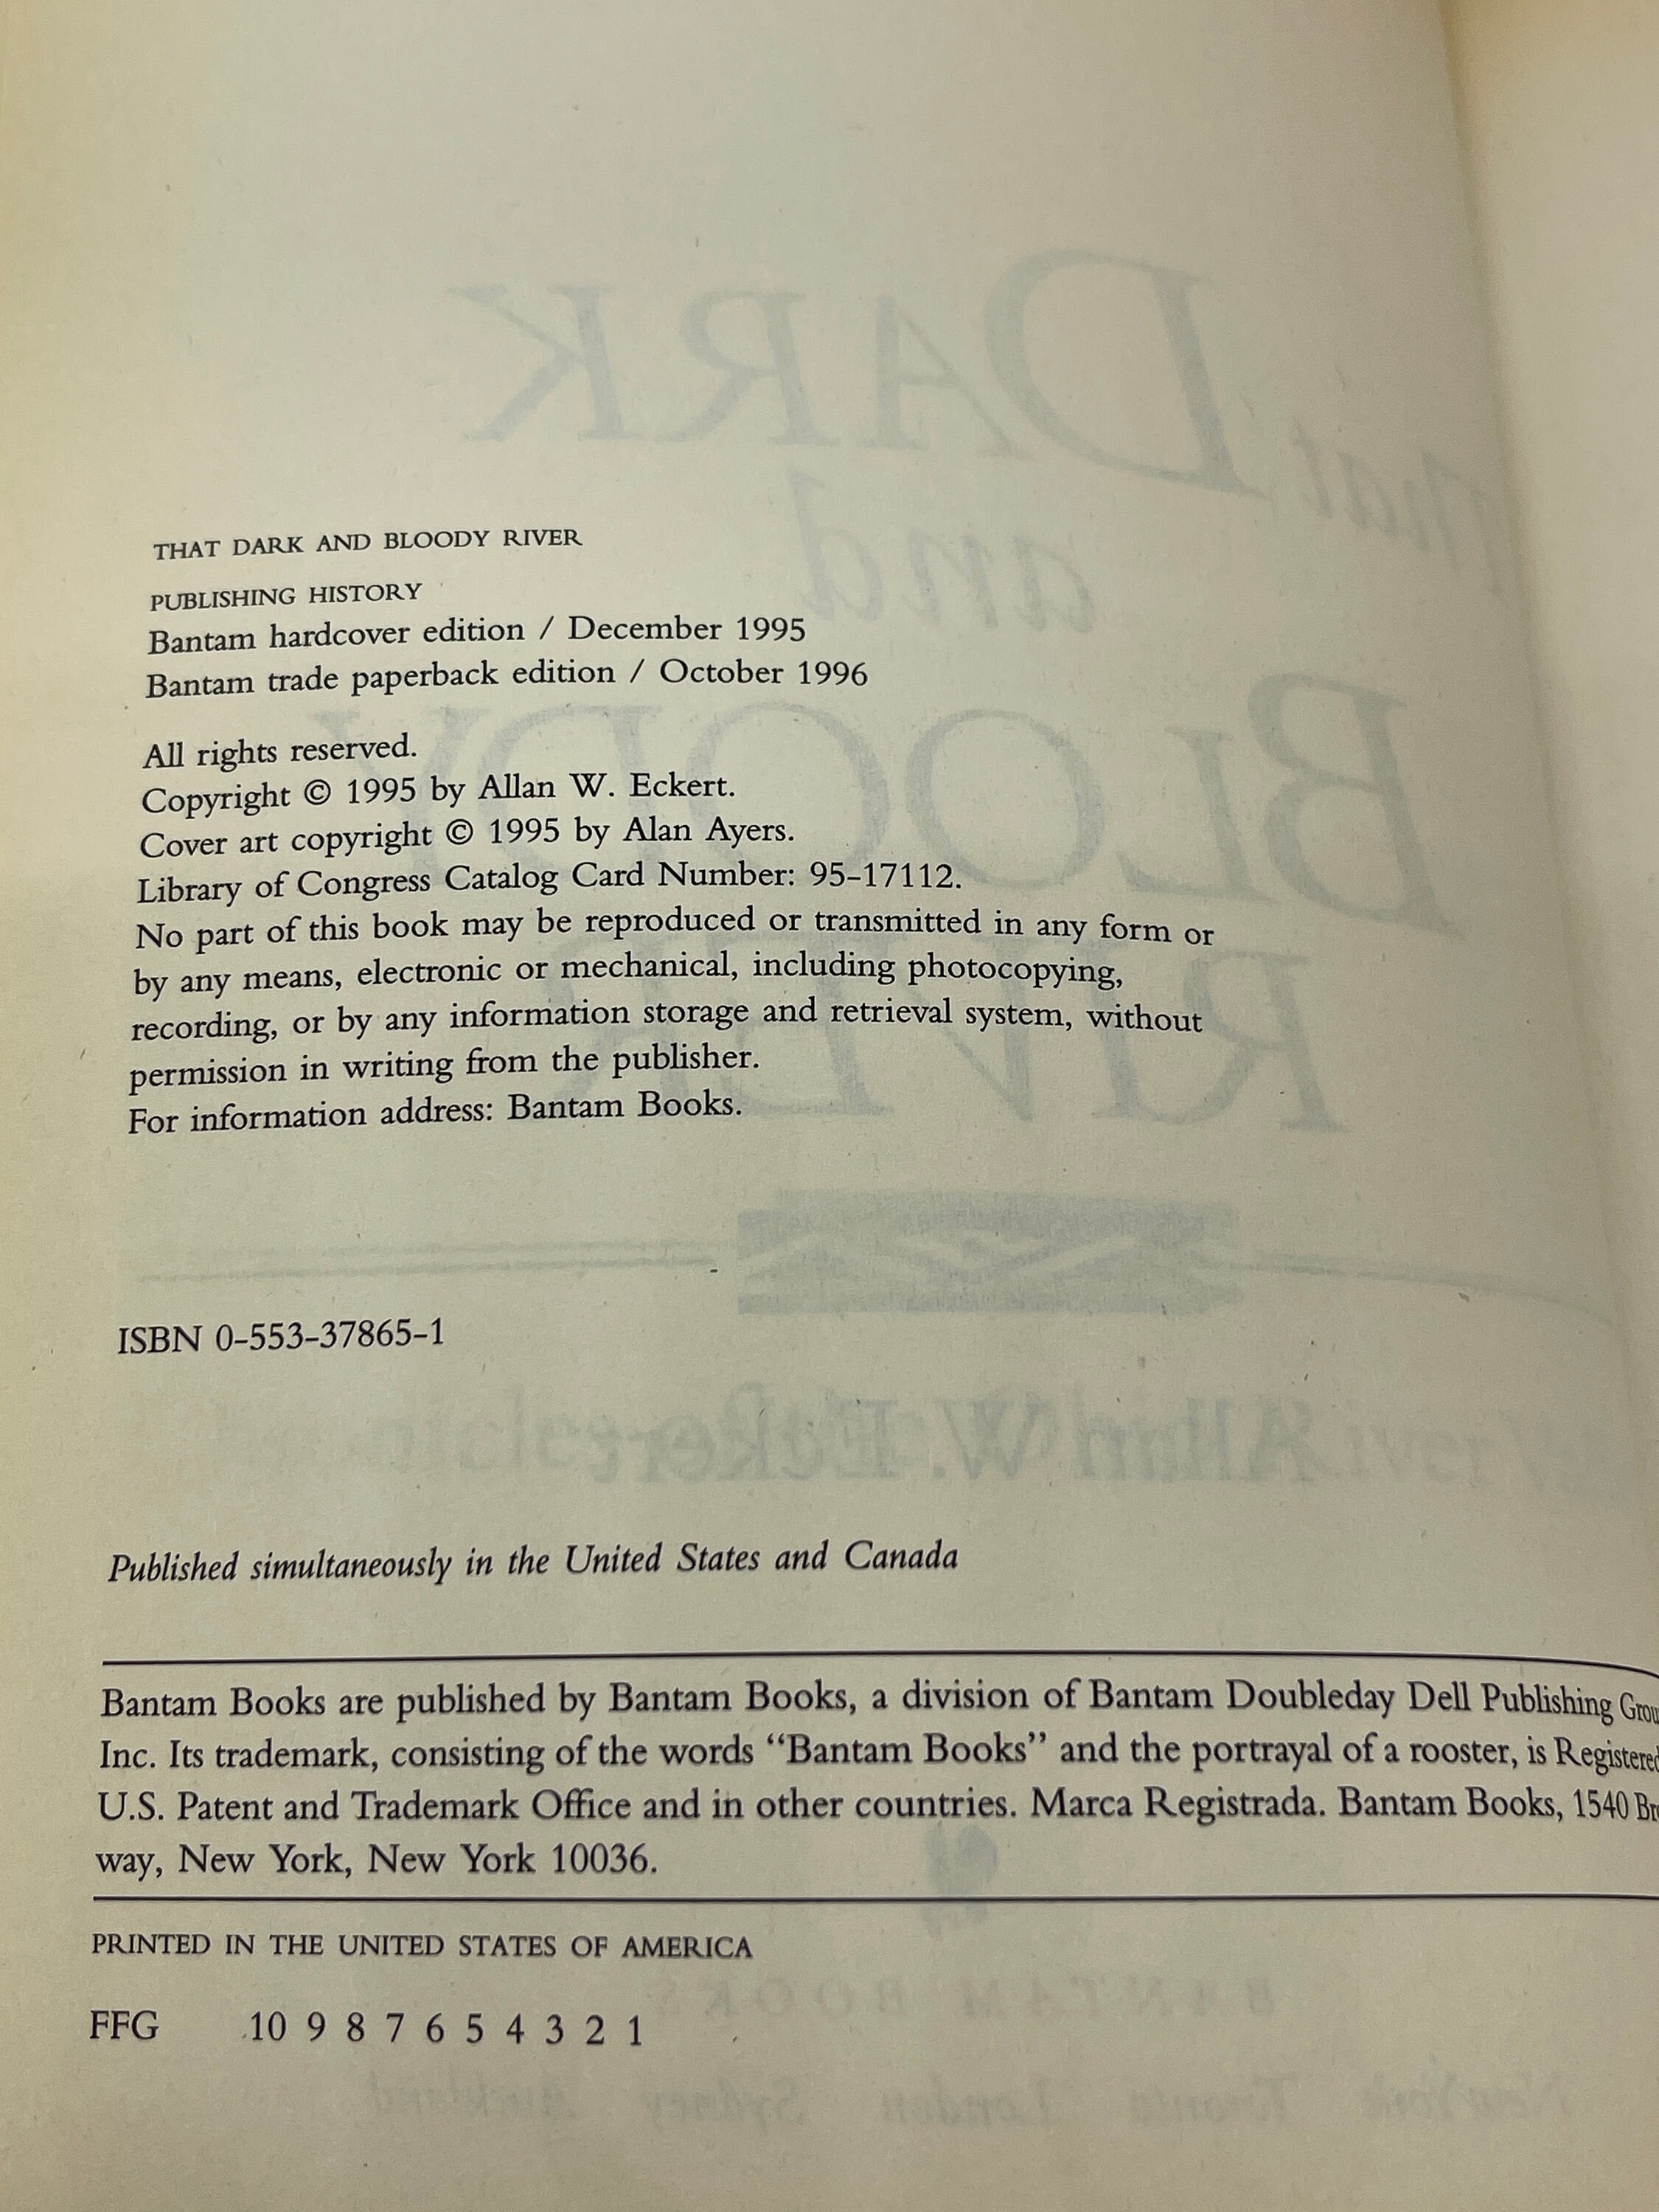 THAT DARK AND BLOODY RIVER
PUBLISHING HISTORY
Bantam hardcover edition / December 1995
Bantam trade paperback edition / October 1996
All rights reserved.
Copyright © 1995 by Allan W. Eckert.
Cover art copyright © 1995 by Alan Ayers.
Library of Congress Catalog Card Number: 95-17112.
No part of this book may be reproduced or transmitted in any form or
by any means, electronic or mechanical, including photocopying,
recording, or by any information storage and retrieval system, without
permission in writing from the publisher.
For information address: Bantam Books.
ISBN 0-553-37865-1
Published simultaneously in the United States and Canada
Bantam Books are published by Bantam Books, a division of Bantam Doubleday Dell Publishing Grou
Inc. Its trademark, consisting of the words “Bantam Books” and the portrayal of a rooster, is Registered
U.S. Patent and Trademark Office and in other countries. Marca Registrada. Bantam Books, 1540 Bro
way, New York, New York 10036.
PRINTED IN THE UNITED STATES OF AMERICA
FFG 10 9 8 7 6 5 4 3 2 1